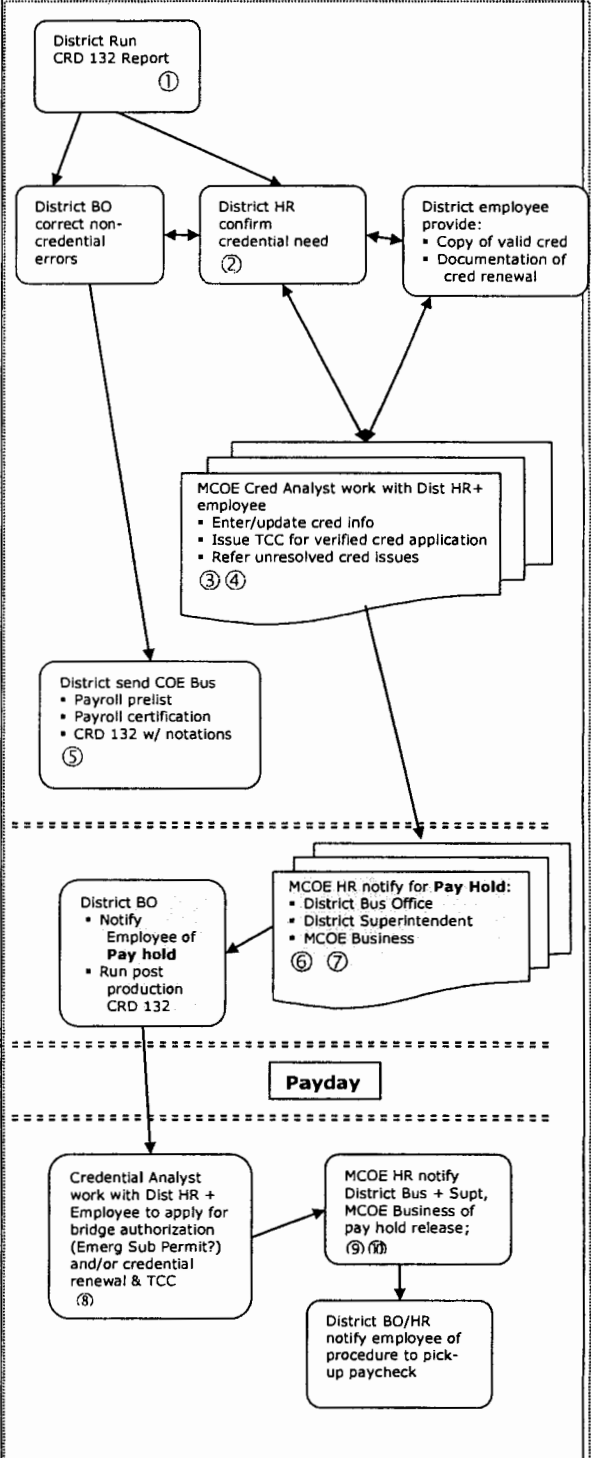 District Run
CRD 132 Report
①
District BO
correct non-
credential
errors
District HR
confirm
credential need
②
District employee
provide:
▪ Copy of valid cred
▪ Documentation of
cred renewal
MCOE Cred Analyst work with Dist HR+
employee
▪ Enter/update cred info
▪ Issue TCC for verified cred application
▪ Refer unresolved cred issues
③ ④
District send COE Bus
▪ Payroll prelist
▪ Payroll certification
▪ CRD 132 w/ notations
⑤
MCOE HR notify for Pay Hold:
▪ District Bus Office
▪ District Superintendent
▪ MCOE Business
⑥ ⑦
District BO
▪ Notify
Employee of
Pay hold
▪ Run post
production
CRD 132
Payday
Credential Analyst
work with Dist HR +
Employee to apply for
bridge authorization
(Emerg Sub Permit?)
and/or credential
renewal & TCC
⑧
MCOE HR notify
District Bus + Supt,
MCOE Business of
pay hold release;
⑨ ⑩
District BO/HR
notify employee of
procedure to pick-
up paycheck